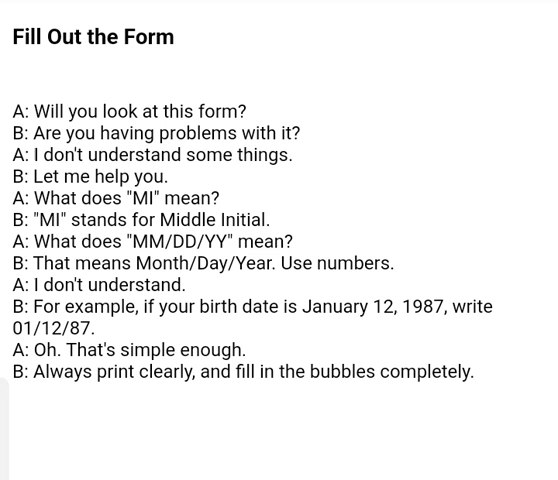 Fill Out the Form
A: Will you look at this form?
B: Are you having problems with it?
A: I don't understand some things.
B: Let me help you.
A: What does "MI" mean?
B: "MI" stands for Middle Initial.
A: What does "MM/DD/YY" mean?
B: That means Month/Day/Year. Use numbers.
A: I don't understand.
B: For example, if your birth date is January 12, 1987, write
01/12/87.
A: Oh. That's simple enough.
B: Always print clearly, and fill in the bubbles completely.